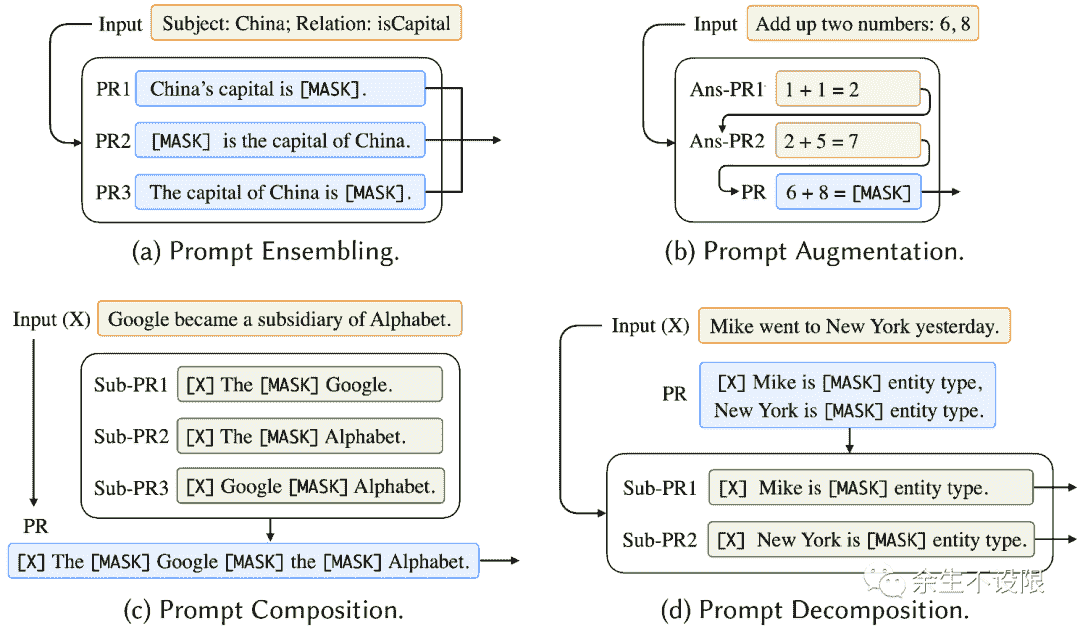 Input Subject: China; Relation: isCapital
PR1 China's capital is [MASK].
PR2 [MASK] is the capital of China.
PR3 The capital of China is [MASK].
(a) Prompt Ensembling.
Input Add up two numbers: 6, 8
Ans-PR1 1 + 1 = 2
Ans-PR2 2 + 5 = 7
PR 6 + 8 = [MASK]
(b) Prompt Augmentation.
Input (X) Google became a subsidiary of Alphabet.
Sub-PR1 [X] The [MASK] Google.
Sub-PR2 [X] The [MASK] Alphabet.
Sub-PR3 [X] Google [MASK] Alphabet.
PR
[X] The [MASK] Google [MASK] the [MASK] Alphabet.
(c) Prompt Composition.
Input (X) Mike went to New York yesterday.
PR [X] Mike is [MASK] entity type,
New York is [MASK] entity type.
Sub-PR1 [X] Mike is [MASK] entity type.
Sub-PR2 [X] New York is [MASK] entity type.
(d) Prompt Decomposition.
余生不设限